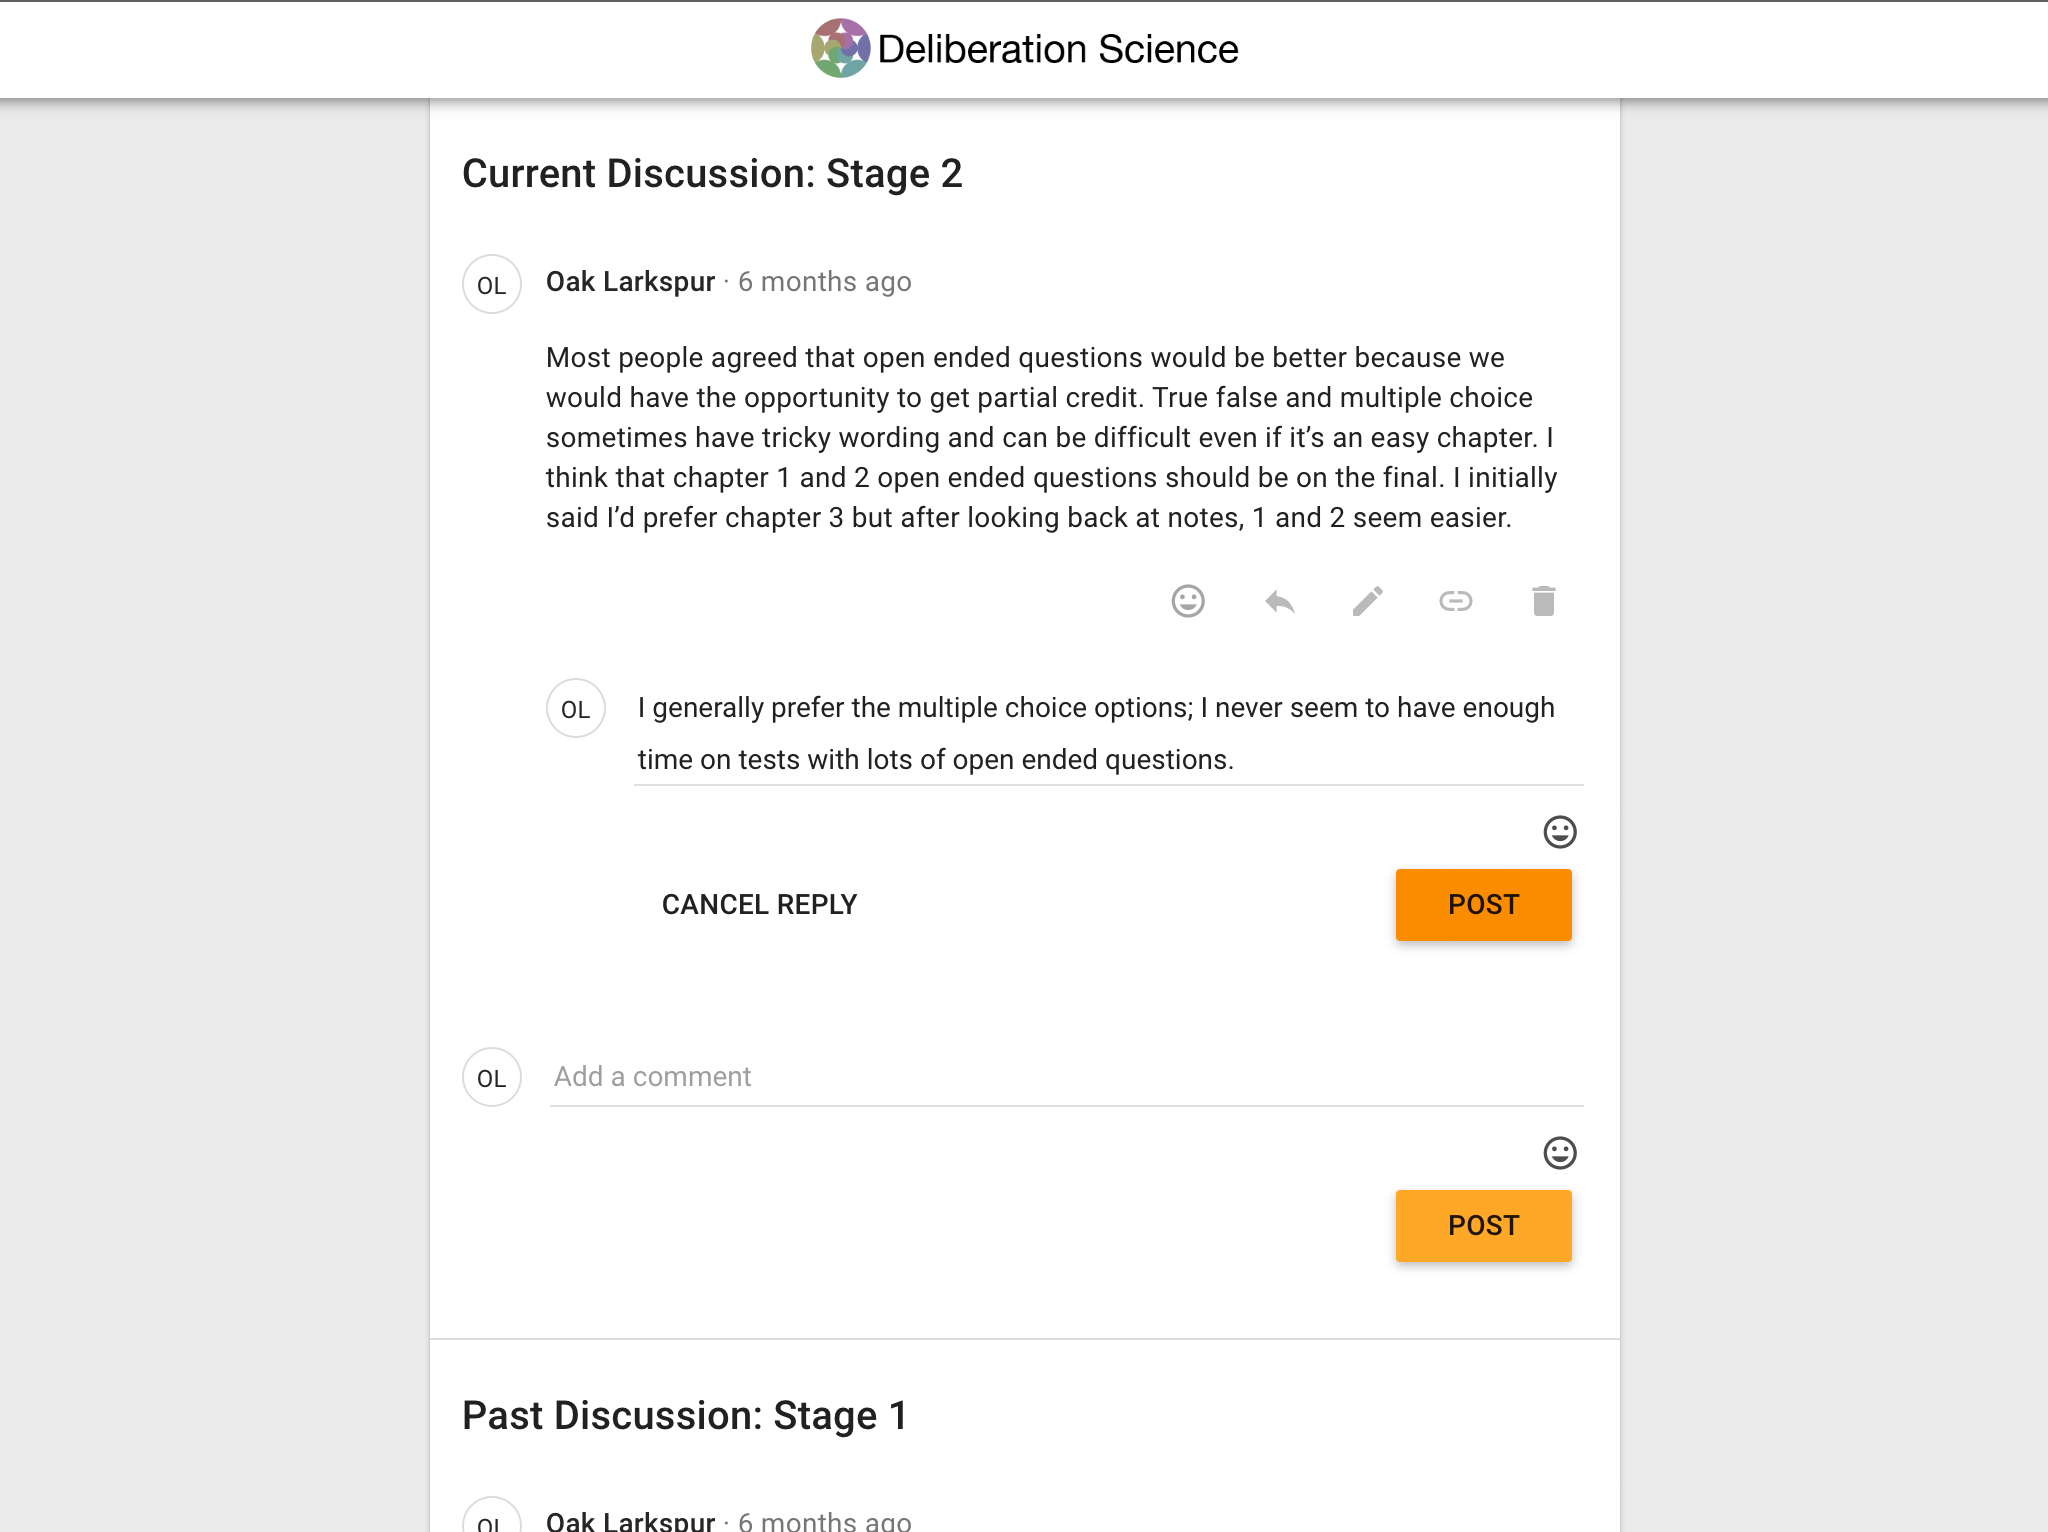 Deliberation Science
Current Discussion: Stage 2
OL
Oak Larkspur · 6 months ago
Most people agreed that open ended questions would be better because we
would have the opportunity to get partial credit. True false and multiple choice
sometimes have tricky wording and can be difficult even if it’s an easy chapter. I
think that chapter 1 and 2 open ended questions should be on the final. I initially
said I’d prefer chapter 3 but after looking back at notes, 1 and 2 seem easier.
OL
I generally prefer the multiple choice options; I never seem to have enough
time on tests with lots of open ended questions.
CANCEL REPLY
POST
OL
Add a comment
POST
Past Discussion: Stage 1
OL
Oak Larkspur · 6 months ago